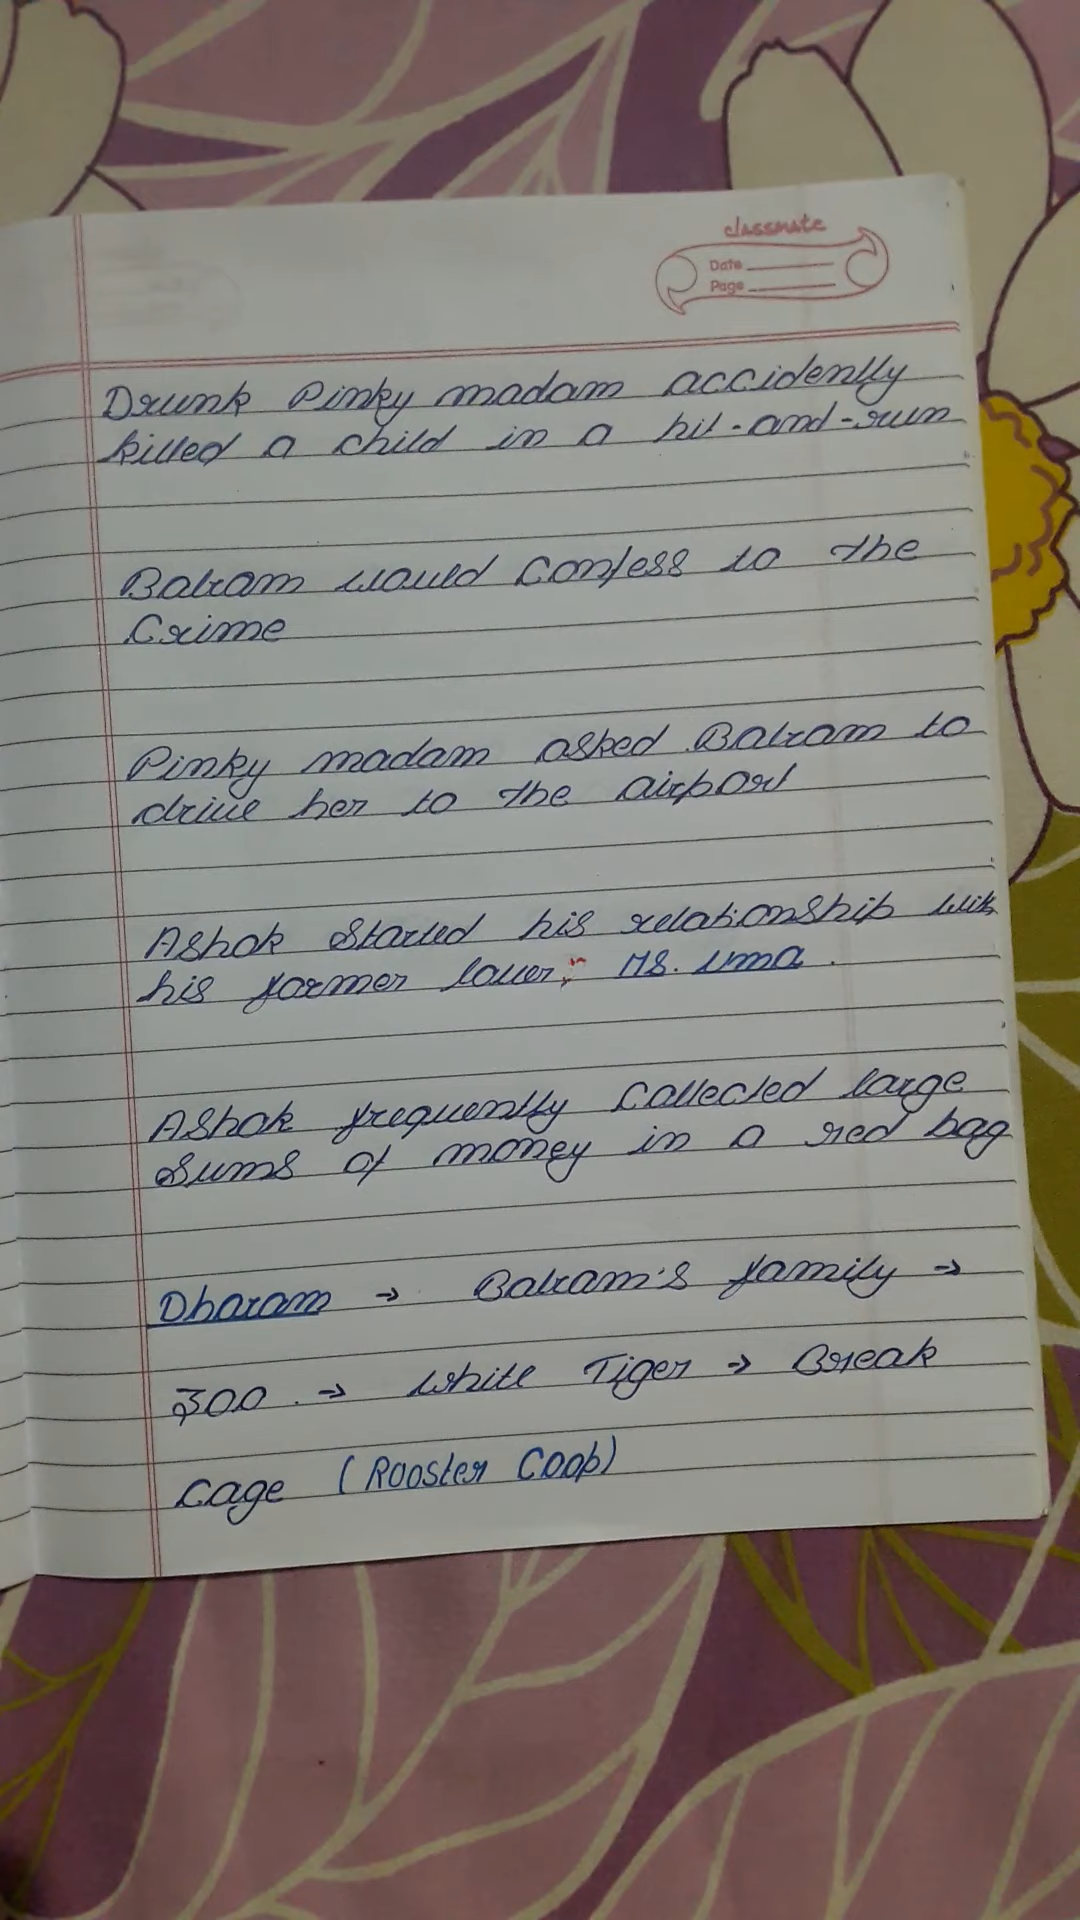 classmate
Date
Page
Drunk Pinky madam accidently
killed a child in a hit-and-run
Balram would confess to the
Crime
Pinky madam asked Balram to
drive her to the airport
Ashok started his relationship with
his former lover, Ms. Uma.
Ashok frequently collected large
sums of money in a red bag
Dharam → Balram's family →
Zoo. → White Tiger → Break
Cage (Rooster Coop)